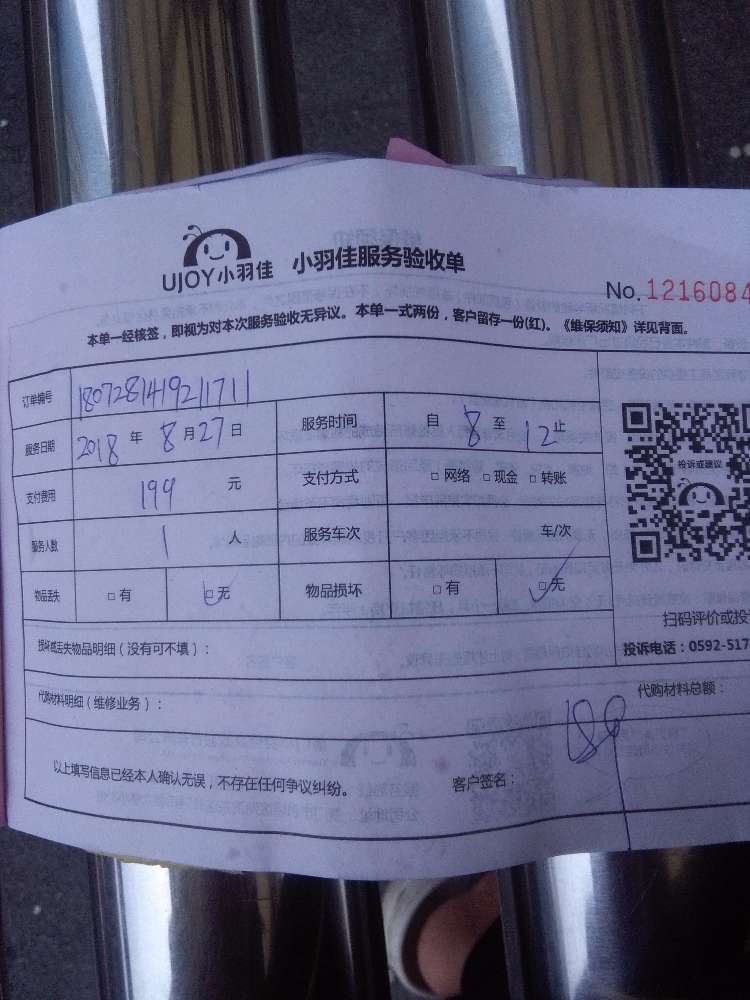 UJOY小羽佳 小羽佳服务验收单
No. 1216084
本单一经核签，即视为对本次服务验收无异议。本单一式两份，客户留存一份(红)。《维保须知》详见背面。
订单编号 1807281419211711
服务日期 2018 年 8 月 27 日 服务时间 自 8 至 12 止
投诉或建议
支付费用 199 元 支付方式 □ 网络 □ 现金 □ 转账
服务人数 1 人 服务车次 车/次
物品丢失 □ 有 □ 无 物品损坏 □ 有 □ 无
扫码评价或投
损坏或丢失物品明细（没有可不填）：
投诉电话：0592-517
代购材料明细（维修业务）：
代购材料总额：
以上填写信息已经本人确认无误，不存在任何争议纠纷。 客户签名：